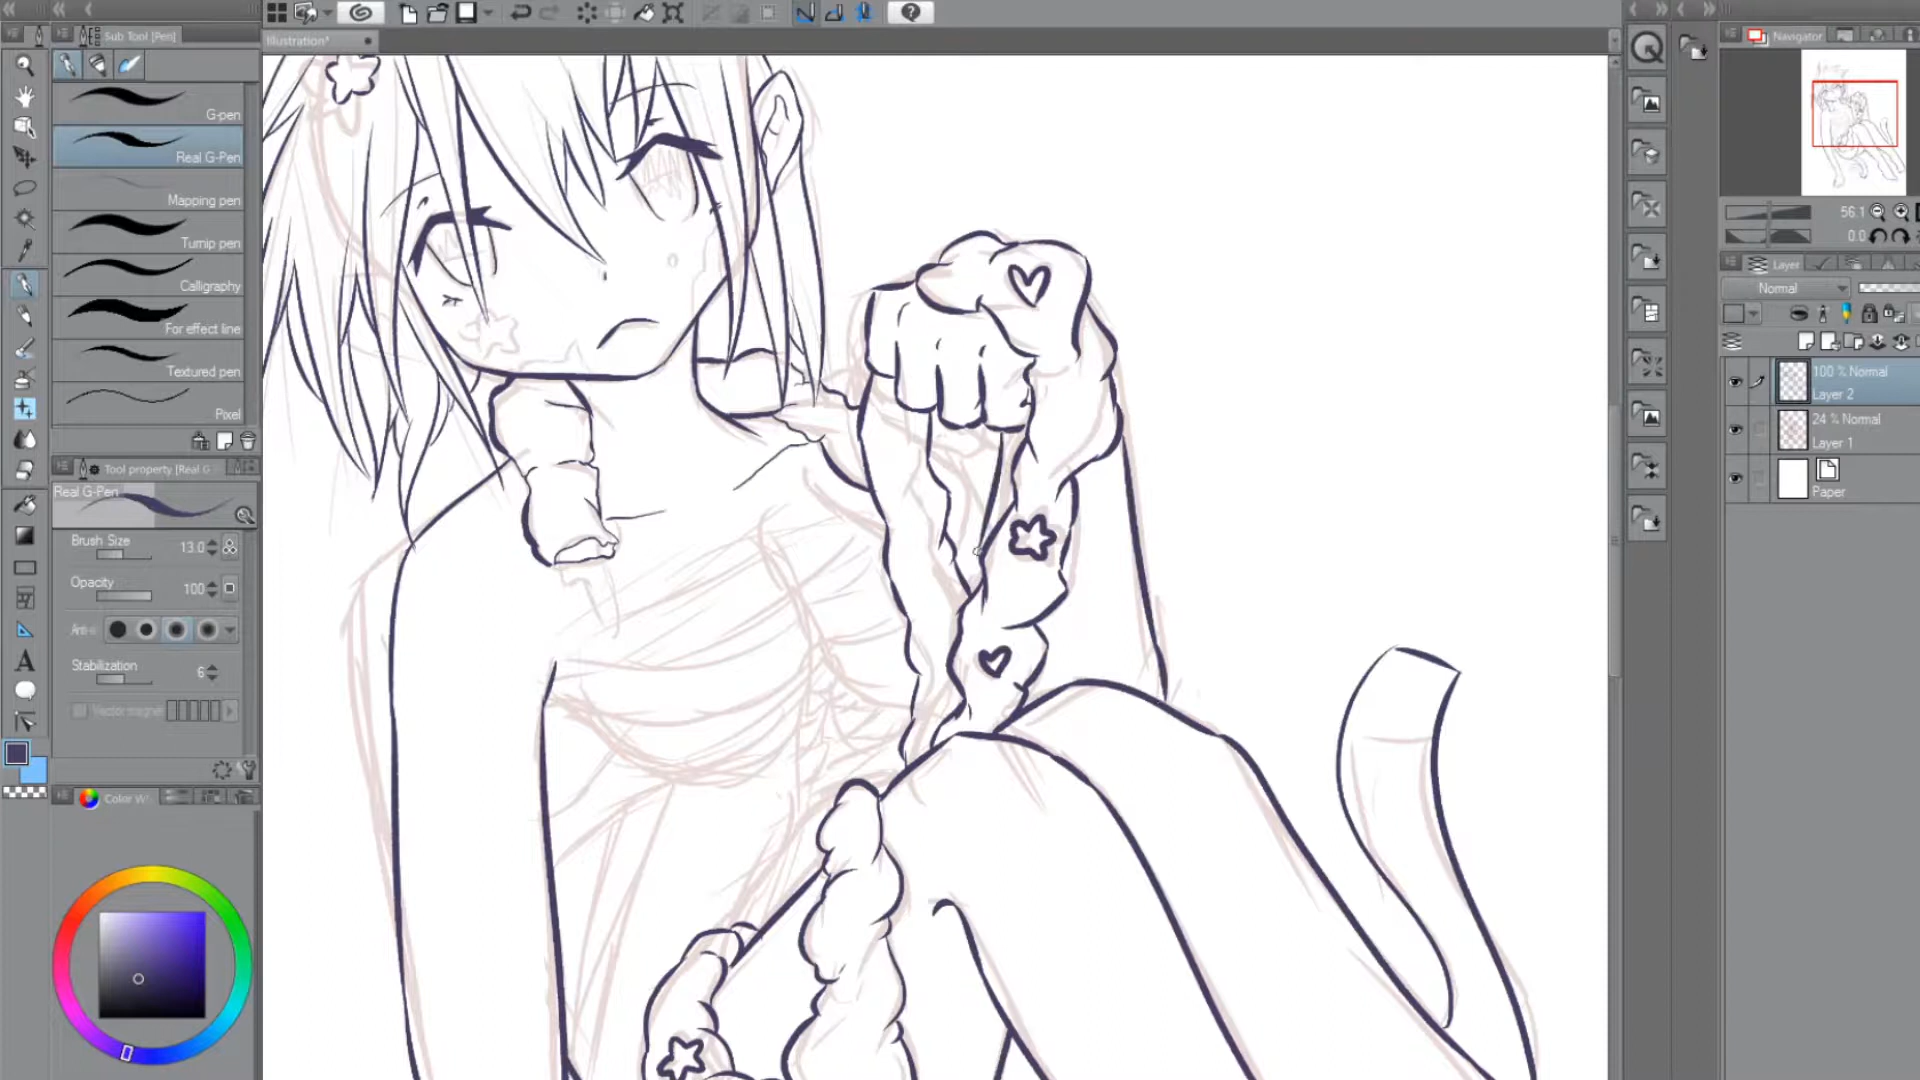 Sub Tool [Pen]
Illustration*
Navigator
G-pen
Real G-Pen
Mapping pen
Turnip pen
Calligraphy
For effect line
Textured pen
Pixel
Tool property [Real G
Real G-Pen
Brush Size
13.0
Opacity
100
Stabilization
6
Vector magnet
Color W
56.1
0.0
Layer
Normal
100 % Normal
Layer 2
24 % Normal
Layer 1
Paper
A